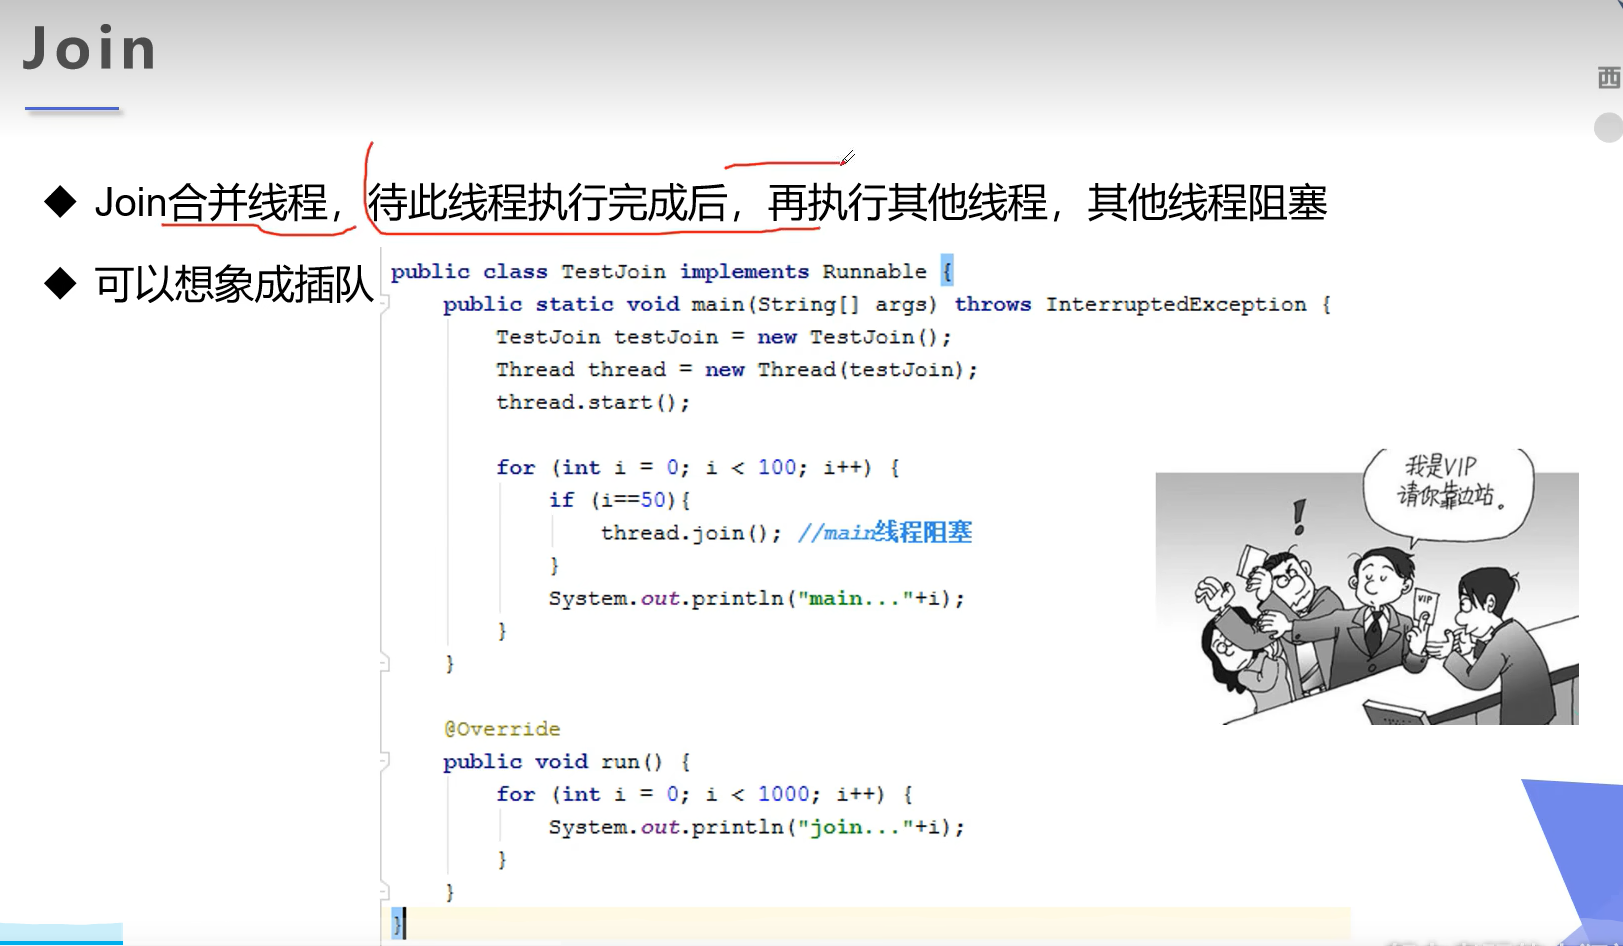 Join
西
◆ Join合并线程，待此线程执行完成后，再执行其他线程，其他线程阻塞
◆ 可以想象成插队
public class TestJoin implements Runnable {
    public static void main(String[] args) throws InterruptedException {
        TestJoin testJoin = new TestJoin();
        Thread thread = new Thread(testJoin);
        thread.start();
        for (int i = 0; i < 100; i++) {
            if (i==50){
                thread.join(); //main线程阻塞
            }
            System.out.println("main..."+i);
        }
    }
    @Override
    public void run() {
        for (int i = 0; i < 1000; i++) {
            System.out.println("join..."+i);
        }
    }
}
我是VIP
请你靠边站。
!
VIP